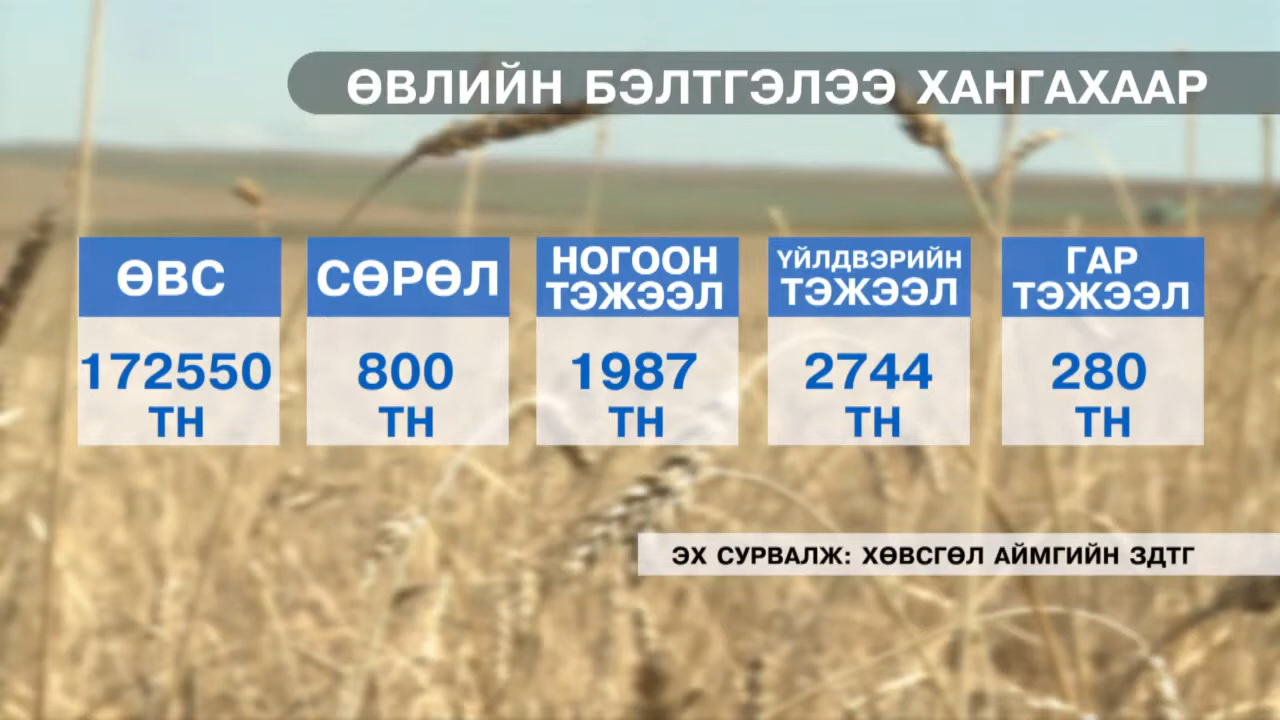 ӨВЛИЙН БЭЛТГЭЛЭЭ ХАНГАХААР
ӨВС
172550
ТН
СӨРӨЛ
800
ТН
НОГООН
ТЭЖЭЭЛ
1987
ТН
ҮЙЛДВЭРИЙН
ТЭЖЭЭЛ
2744
ТН
ГАР
ТЭЖЭЭЛ
280
ТН
ЭХ СУРВАЛЖ: ХӨВСГӨЛ АЙМГИЙН ЗДТГ